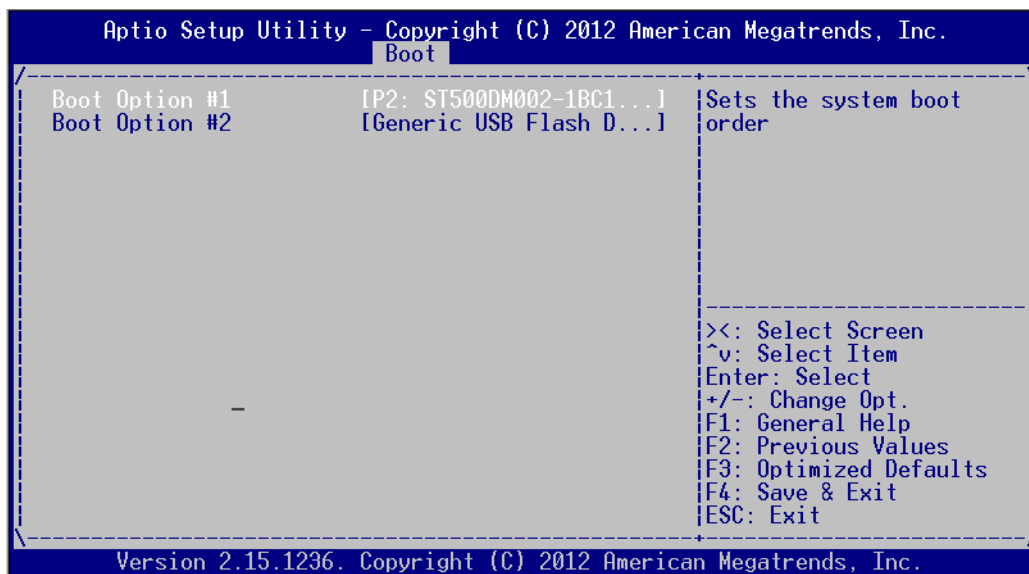 Aptio Setup Utility – Copyright (C) 2012 American Megatrends, Inc.
Boot
Boot Option #1 [P2: ST500DM002-1BC1...]
Boot Option #2 [Generic USB Flash D...]
Sets the system boot
order
><: Select Screen
^v: Select Item
Enter: Select
+/-: Change Opt.
F1: General Help
F2: Previous Values
F3: Optimized Defaults
F4: Save & Exit
ESC: Exit
Version 2.15.1236. Copyright (C) 2012 American Megatrends, Inc.